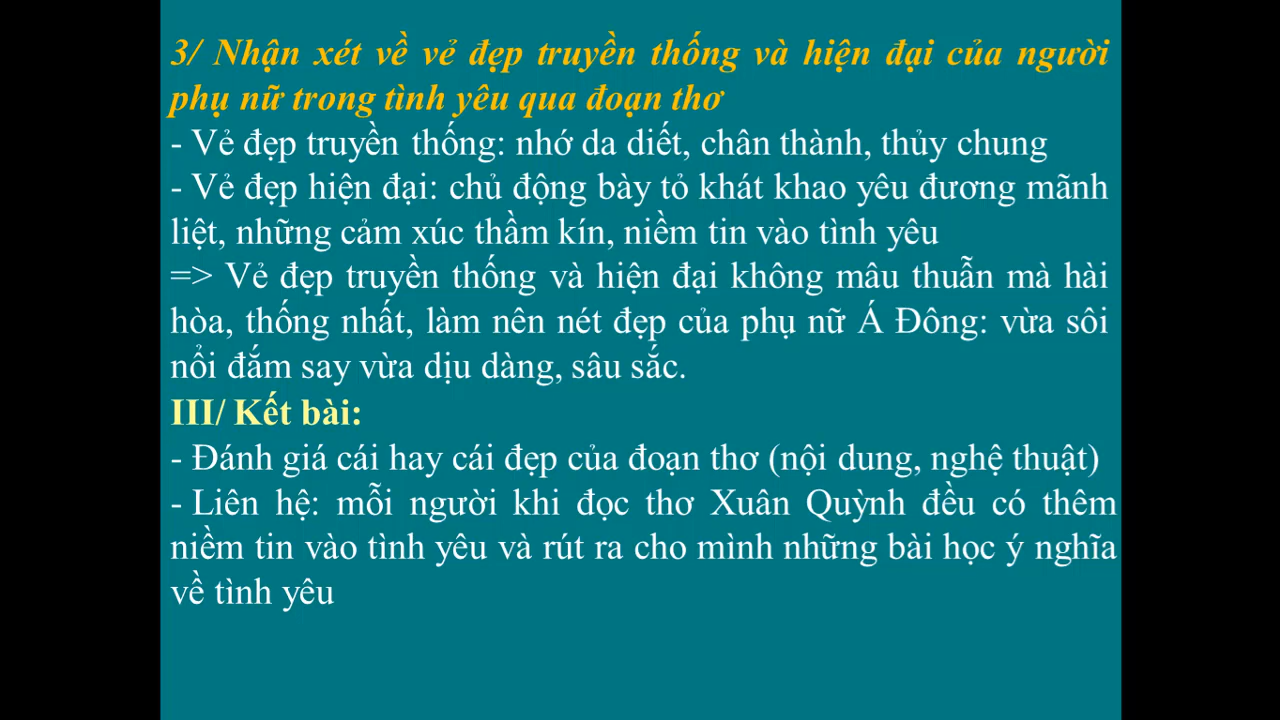 3/ Nhận xét về vẻ đẹp truyền thống và hiện đại của người
phụ nữ trong tình yêu qua đoạn thơ
- Vẻ đẹp truyền thống: nhớ da diết, chân thành, thủy chung
- Vẻ đẹp hiện đại: chủ động bày tỏ khát khao yêu đương mãnh
liệt, những cảm xúc thầm kín, niềm tin vào tình yêu
=> Vẻ đẹp truyền thống và hiện đại không mâu thuẫn mà hài
hòa, thống nhất, làm nên nét đẹp của phụ nữ Á Đông: vừa sôi
nổi đắm say vừa dịu dàng, sâu sắc.
III/ Kết bài:
- Đánh giá cái hay cái đẹp của đoạn thơ (nội dung, nghệ thuật)
- Liên hệ: mỗi người khi đọc thơ Xuân Quỳnh đều có thêm
niềm tin vào tình yêu và rút ra cho mình những bài học ý nghĩa
về tình yêu